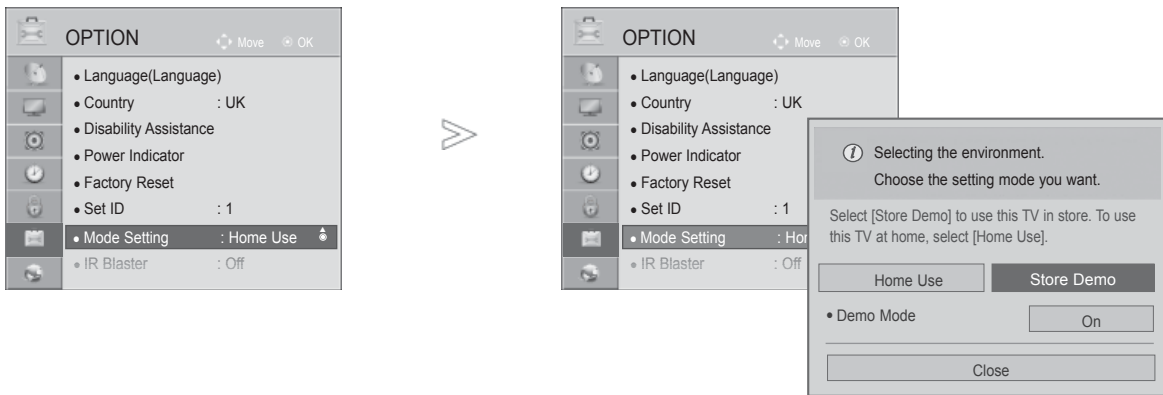 OPTION Move OK
• Language(Language)
• Country : UK
• Disability Assistance
• Power Indicator
• Factory Reset
• Set ID : 1
• Mode Setting : Home Use
• IR Blaster : Off
OPTION Move OK
• Language(Language)
• Country : UK
• Disability Assistance
• Power Indicator
• Factory Reset
• Set ID : 1
• Mode Setting : Hor
• IR Blaster : Off
i Selecting the environment.
Choose the setting mode you want.
Select [Store Demo] to use this TV in store. To use
this TV at home, select [Home Use].
Home Use Store Demo
• Demo Mode On
Close